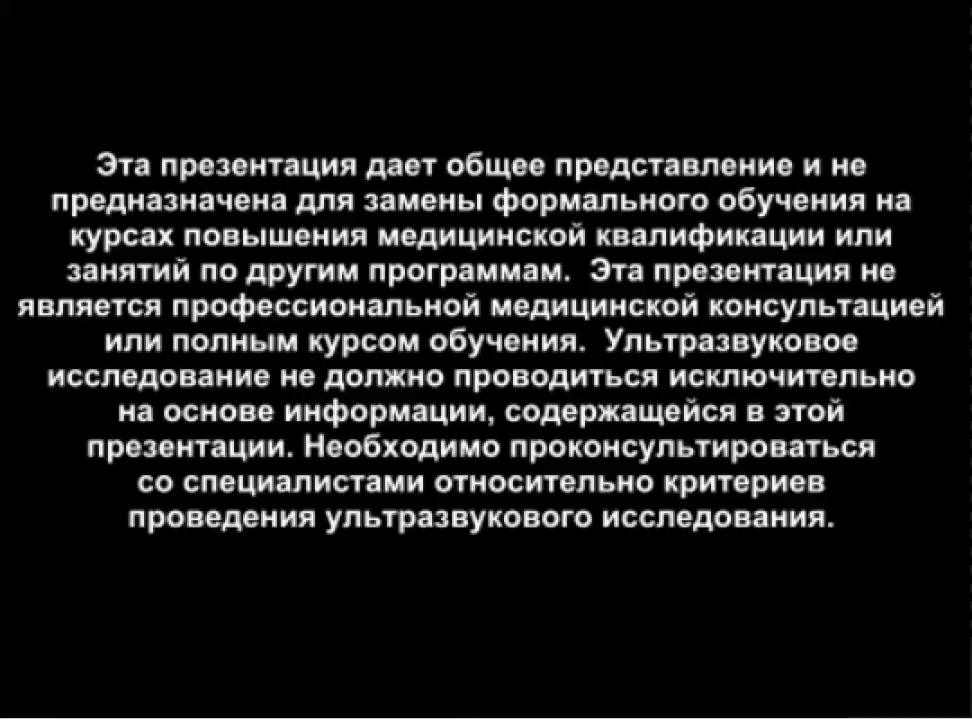 Эта презентация дает общее представление и не
предназначена для замены формального обучения на
курсах повышения медицинской квалификации или
занятий по другим программам.  Эта презентация не
является профессиональной медицинской консультацией
или полным курсом обучения.  Ультразвуковое
исследование не должно проводиться исключительно
на основе информации, содержащейся в этой
презентации. Необходимо проконсультироваться
со специалистами относительно критериев
проведения ультразвукового исследования.